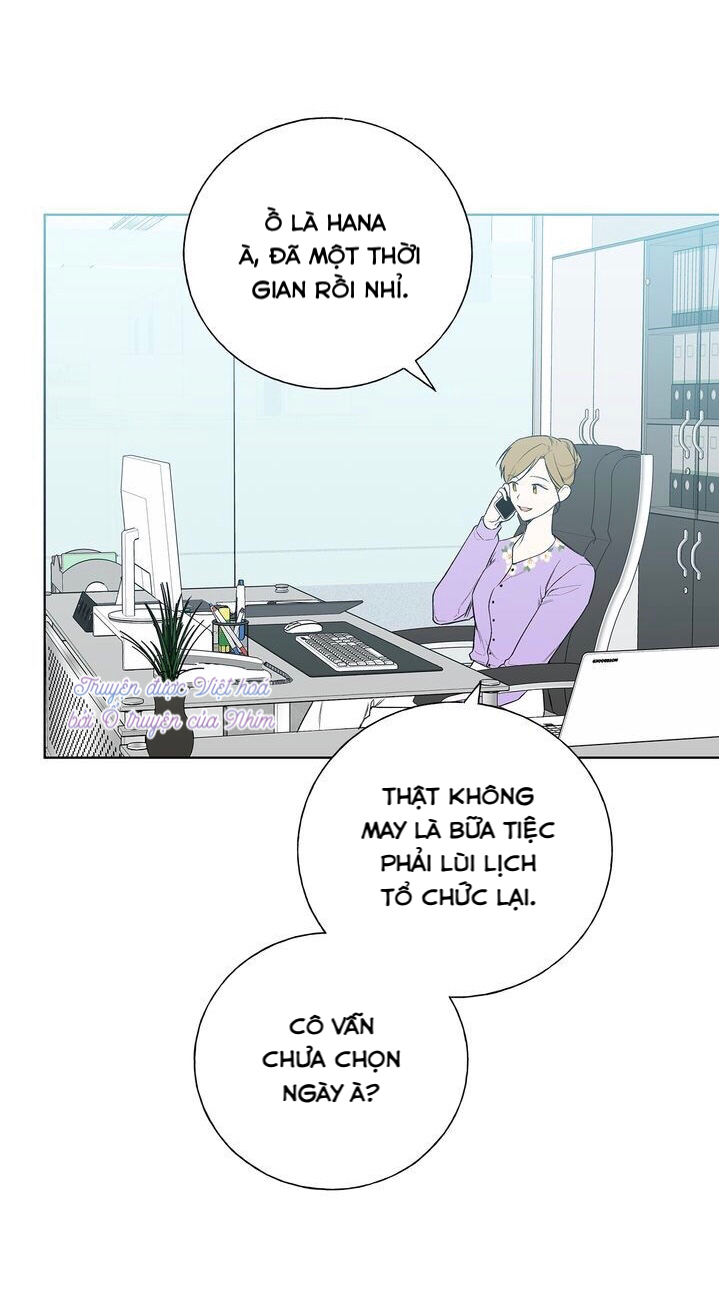 Ồ LÀ HANA
À, ĐÃ MỘT THỜI
GIAN RỒI NHỈ.
Truyện được Việt hoá
bởi Ổ truyện của Nhím
THẬT KHÔNG
MAY LÀ BỮA TIỆC
PHẢI LÙI LỊCH
TỔ CHỨC LẠI.
CÔ VẪN
CHƯA CHỌN
NGÀY À?